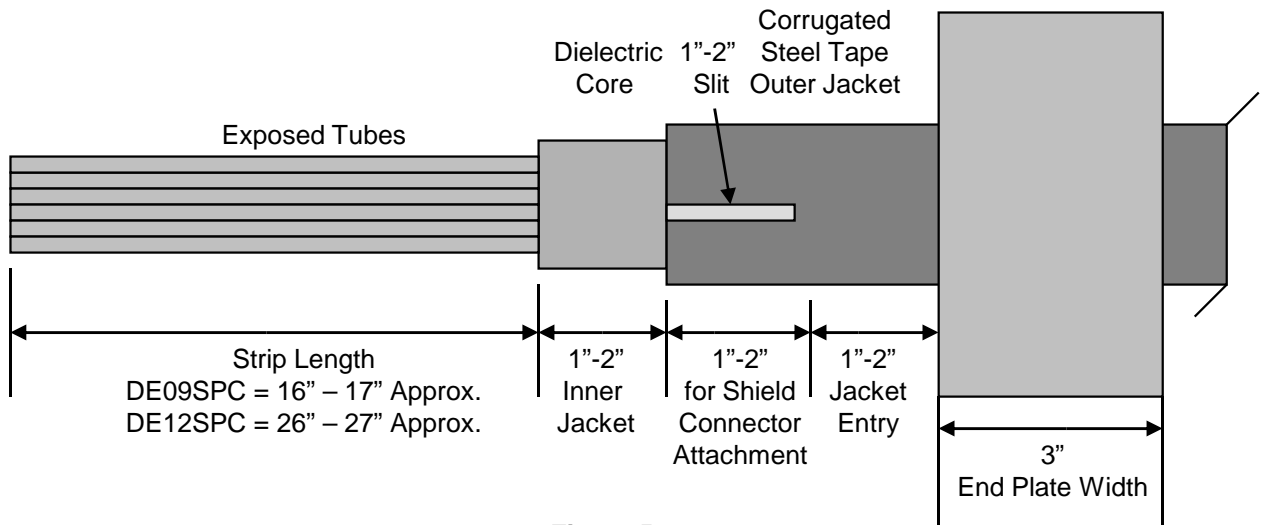 Corrugated
Dielectric 1”-2” Steel Tape
Core Slit Outer Jacket
Exposed Tubes
Strip Length
DE09SPC = 16” – 17” Approx.
DE12SPC = 26” – 27” Approx.
1”-2”
Inner
Jacket
1”-2”
for Shield
Connector
Attachment
1”-2”
Jacket
Entry
3”
End Plate Width